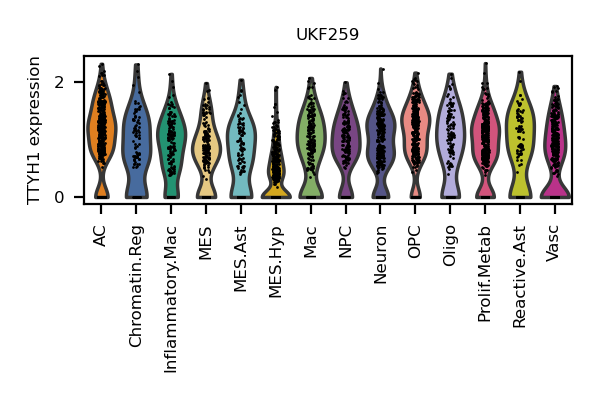 UKF259
TTYH1 expression
2
0
AC
Chromatin.Reg
Inflammatory.Mac
MES
MES.Ast
MES.Hyp
Mac
NPC
Neuron
OPC
Oligo
Prolif.Metab
Reactive.Ast
Vasc